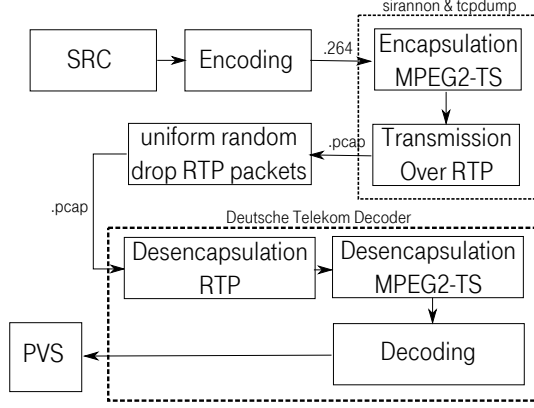 sirannon & tcpdump
SRC
Encoding
.264
Encapsulation
MPEG2-TS
uniform random
drop RTP packets
.pcap
Transmission
Over RTP
.pcap
Deutsche Telekom Decoder
Desencapsulation
RTP
Desencapsulation
MPEG2-TS
PVS
Decoding